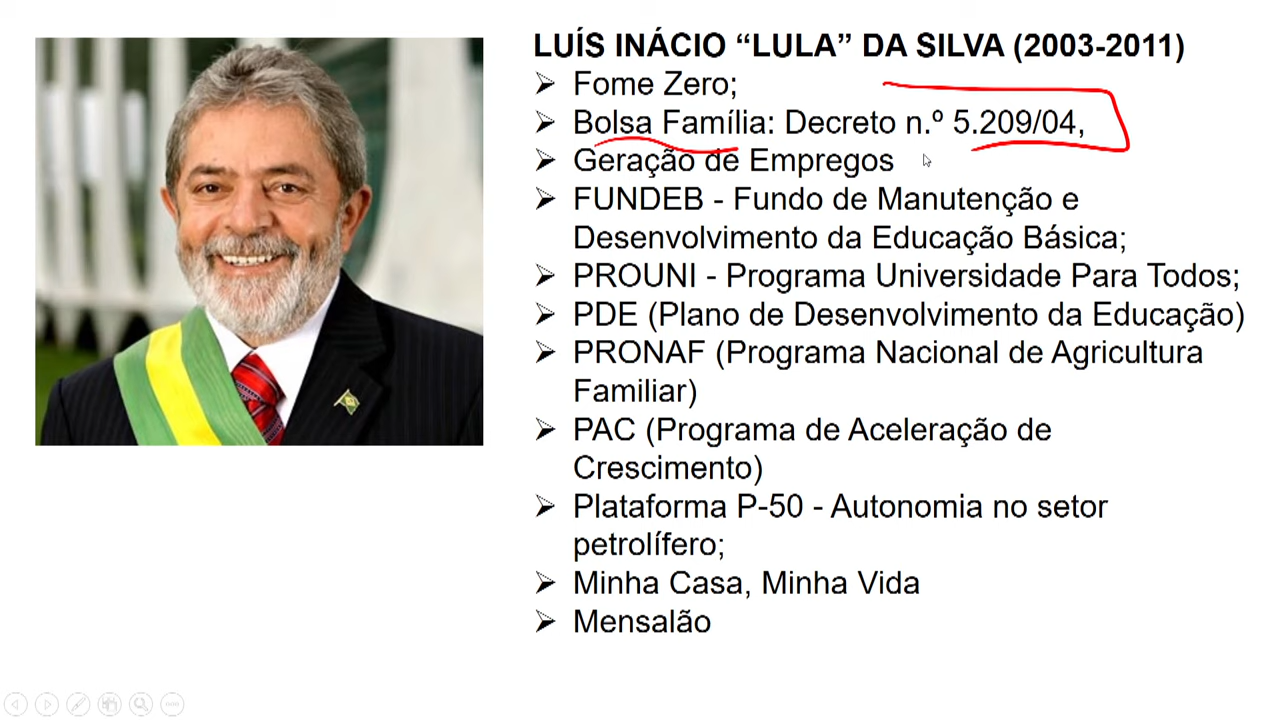 LUÍS INÁCIO “LULA” DA SILVA (2003-2011)
Fome Zero;
Bolsa Família: Decreto n.º 5.209/04,
Geração de Empregos
FUNDEB - Fundo de Manutenção e
Desenvolvimento da Educação Básica;
PROUNI - Programa Universidade Para Todos;
PDE (Plano de Desenvolvimento da Educação)
PRONAF (Programa Nacional de Agricultura
Familiar)
PAC (Programa de Aceleração de
Crescimento)
Plataforma P-50 - Autonomia no setor
petrolífero;
Minha Casa, Minha Vida
Mensalão